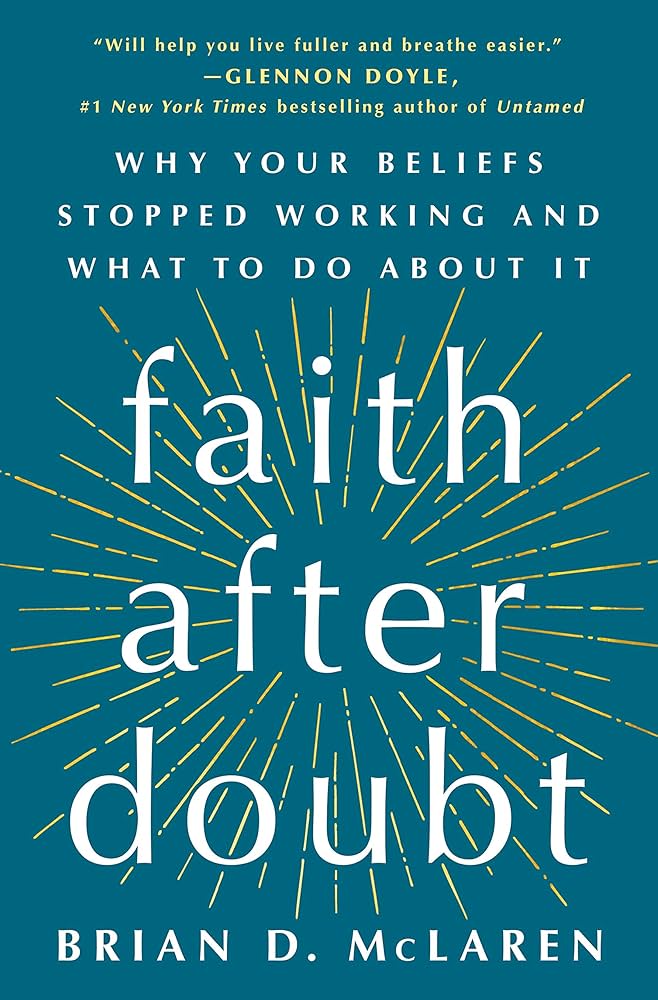 “Will help you live fuller and breathe easier.”
—GLENNON DOYLE,
#1 New York Times bestselling author of Untamed
WHY YOUR BELIEFS
STOPPED WORKING AND
WHAT TO DO ABOUT IT
faith
after
doubt
BRIAN D. McLAREN